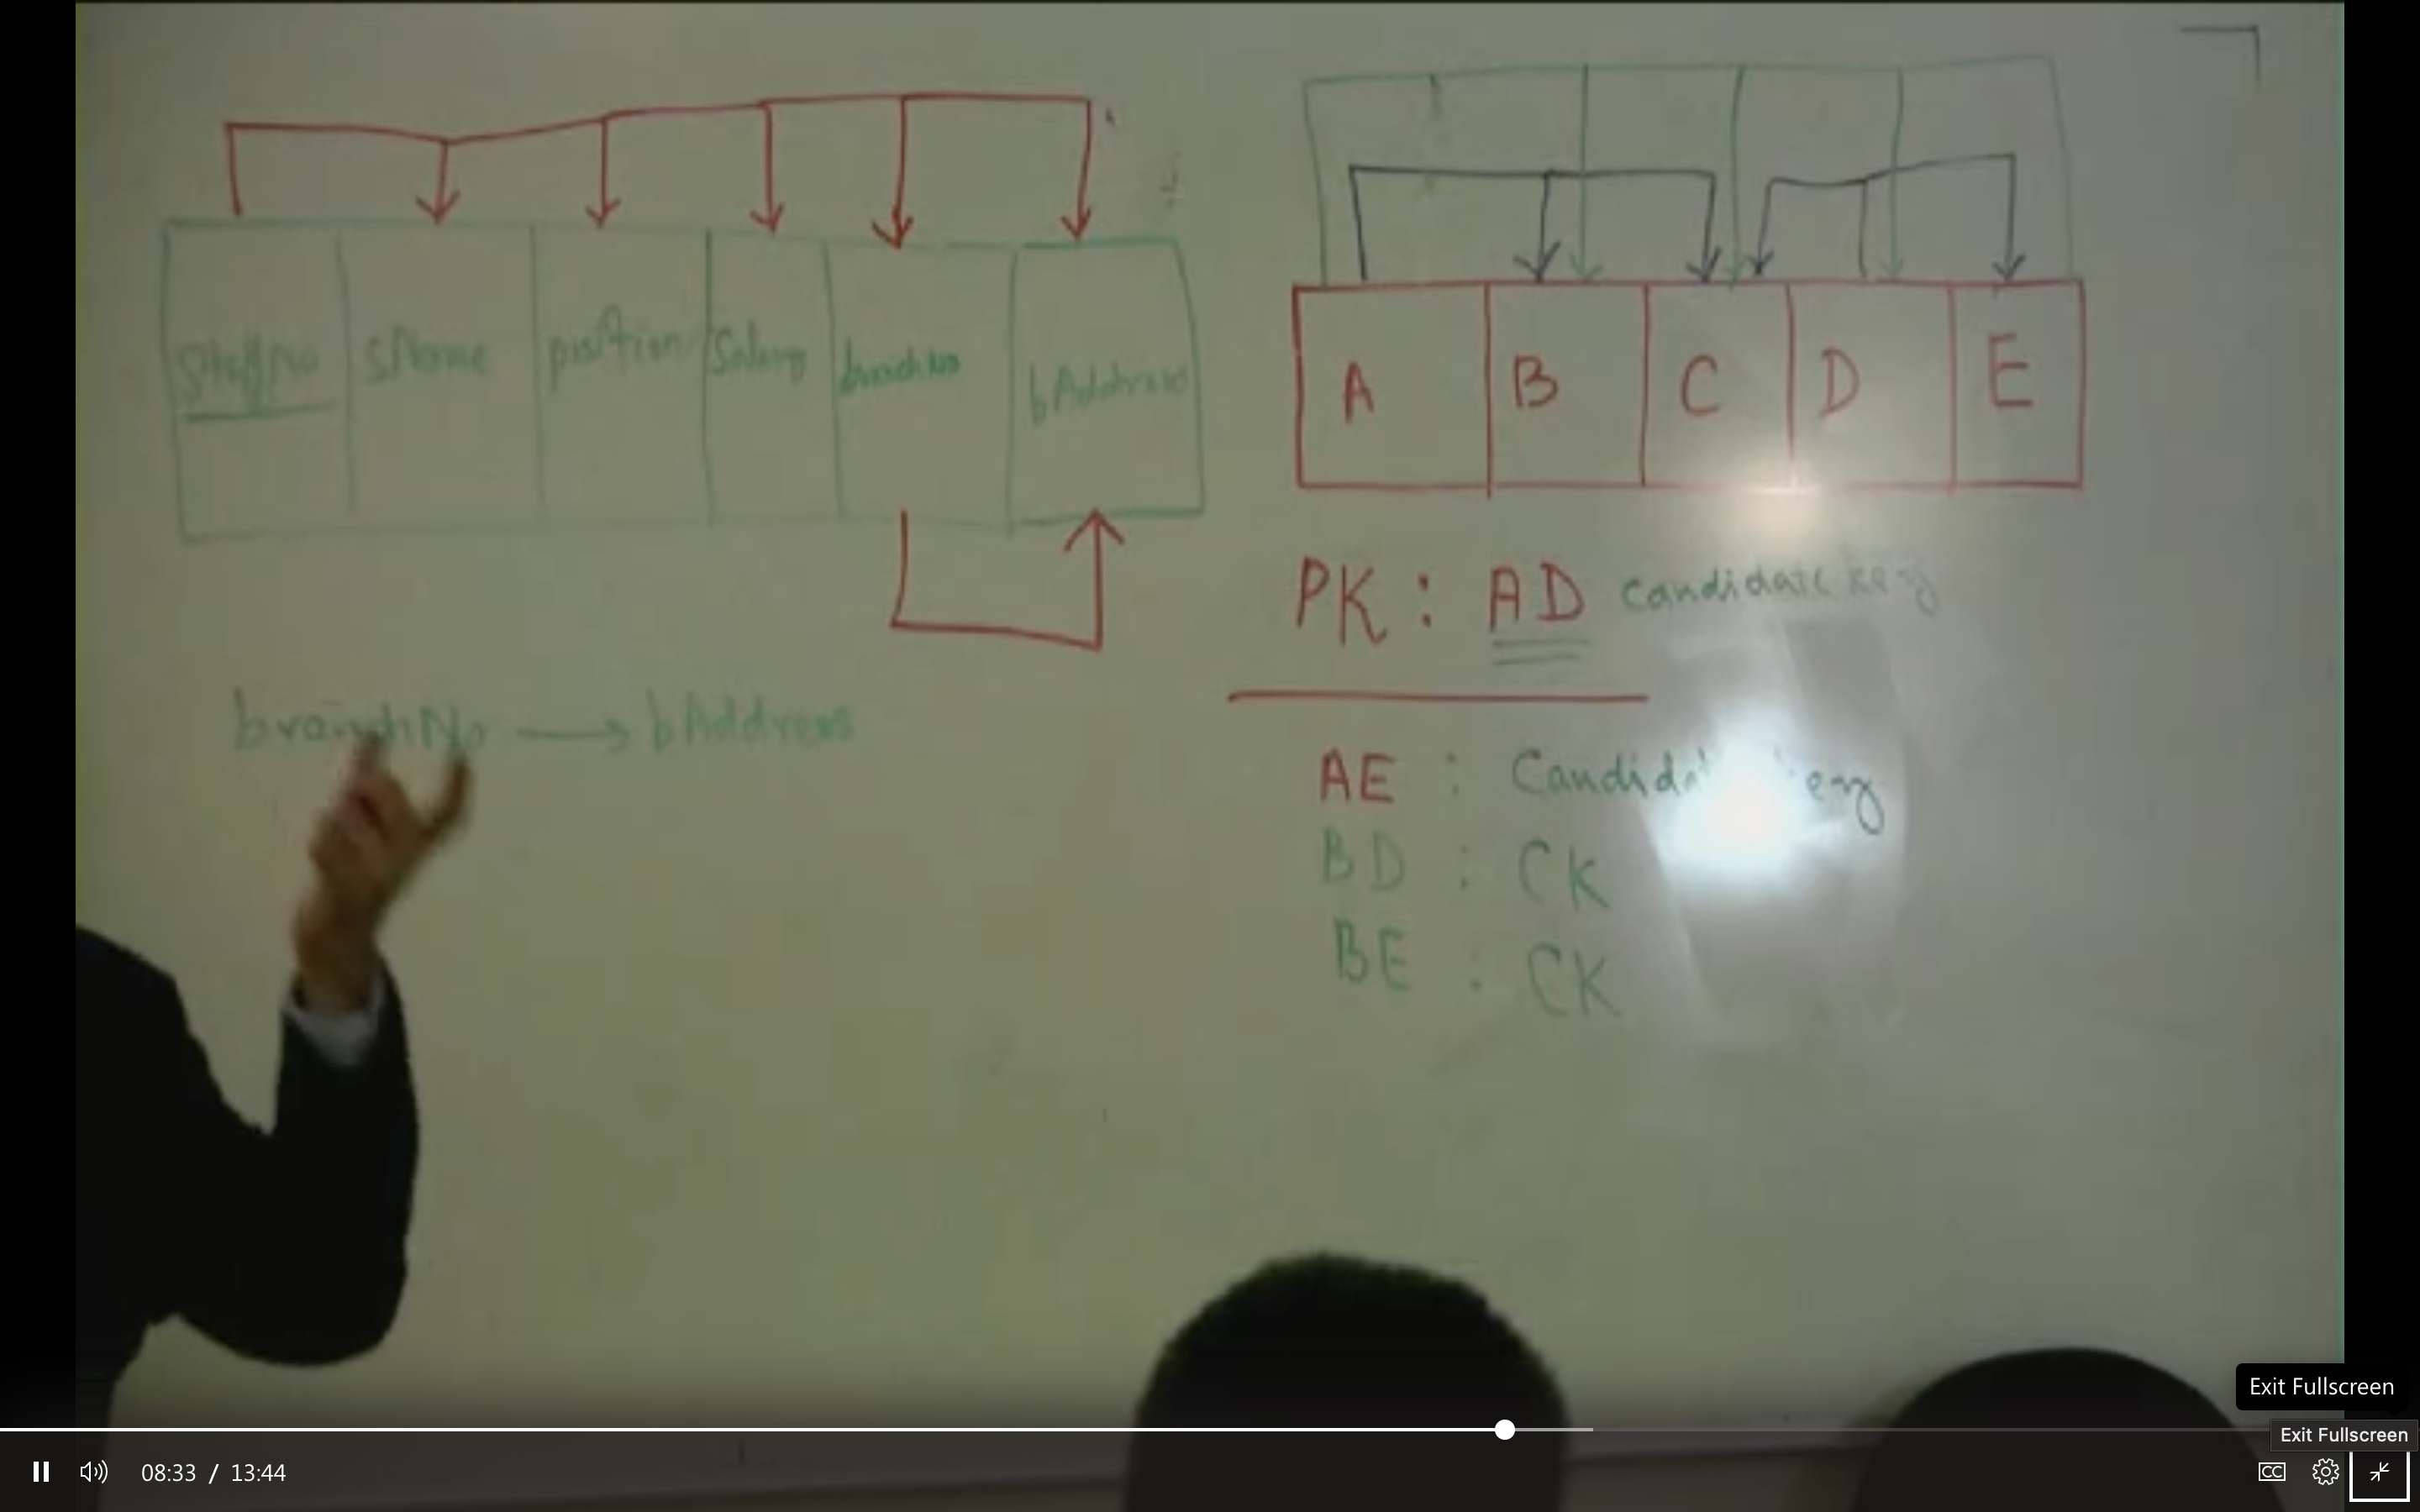 StaffNo sName position Salary branchNo bAddress
branchNo → bAddress
A B C D E
PK : AD candidate key
AE : Candidate key
BD : CK
BE : CK
Exit Fullscreen
Exit Fullscreen
08:33 / 13:44
CC